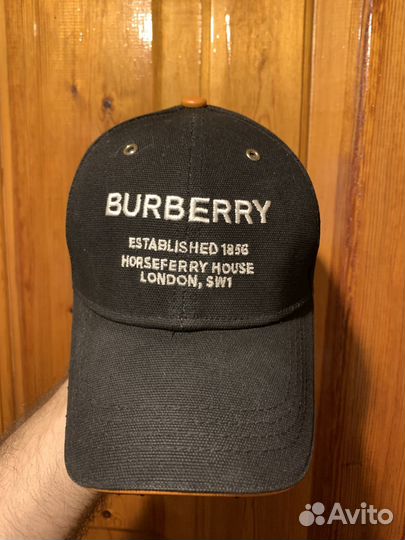 BURBERRY
ESTABLISHED 1856
HORSEFERRY HOUSE
LONDON, SW1
Avito